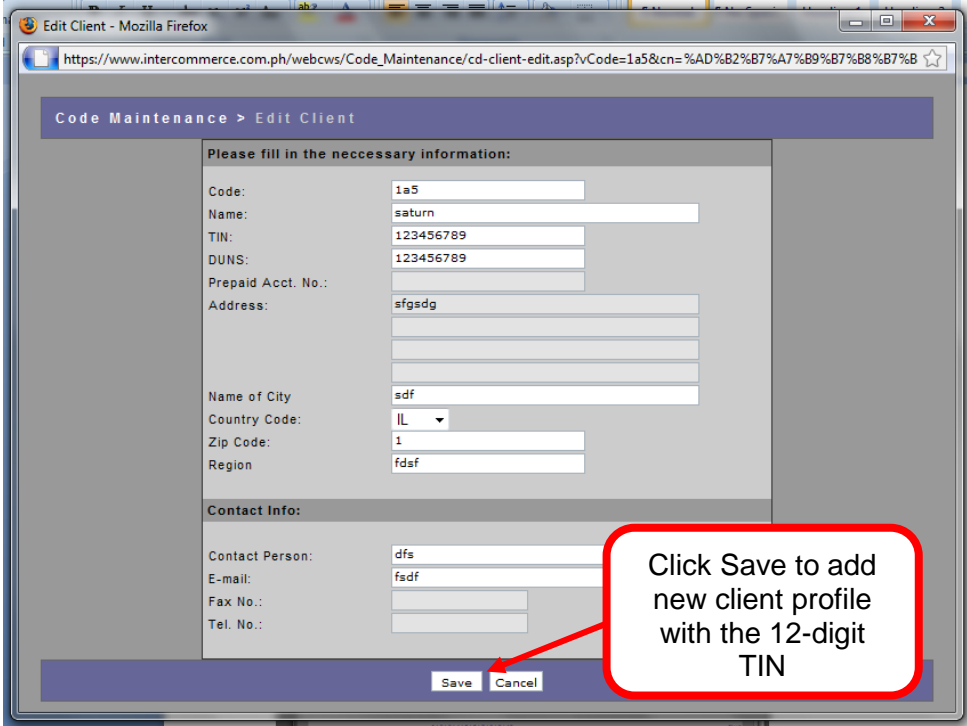 Edit Client - Mozilla Firefox
https://www.intercommerce.com.ph/webcws/Code_Maintenance/cd-client-edit.asp?vCode=1a5&cn=%AD%B2%B7%A7%B9%B7%B8%B7%B
Code Maintenance > Edit Client
Please fill in the neccessary information:
Code: 1a5
Name: saturn
TIN: 123456789
DUNS: 123456789
Prepaid Acct. No.:
Address: sfgsdg
Name of City sdf
Country Code: IL
Zip Code: 1
Region fdsf
Contact Info:
Contact Person: dfs
E-mail: fsdf
Fax No.:
Tel. No.:
Click Save to add
new client profile
with the 12-digit
TIN
Save Cancel